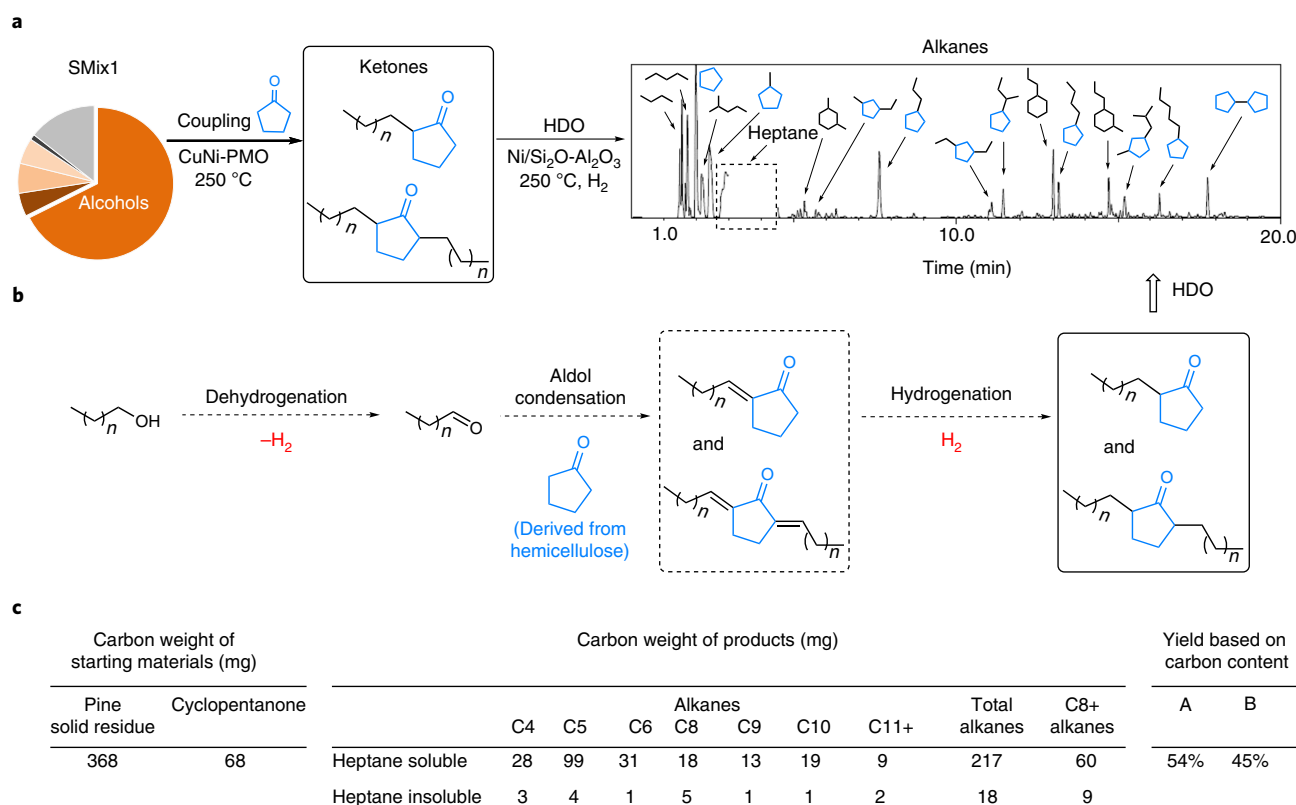 a
SMix1
Alcohols
Coupling
CuNi-PMO
250 °C
O
Ketones
O
n
O
n
n
HDO
Ni/Si₂O-Al₂O₃
250 °C, H₂
Alkanes
Heptane
1.0
10.0
20.0
Time (min)
HDO
b
n
OH
Dehydrogenation
–H₂
n
O
Aldol
condensation
O
(Derived from
hemicellulose)
O
n
and
O
n
n
Hydrogenation
H₂
O
n
and
O
n
n
c
Carbon weight of
starting materials (mg)
Carbon weight of products (mg)
Yield based on
carbon content
Pine
solid residue
Cyclopentanone
Alkanes
C4 C5 C6 C8 C9 C10 C11+
Total
alkanes
C8+
alkanes
A B
368 68 Heptane soluble 28 99 31 18 13 19 9 217 60 54% 45%
Heptane insoluble 3 4 1 5 1 1 2 18 9